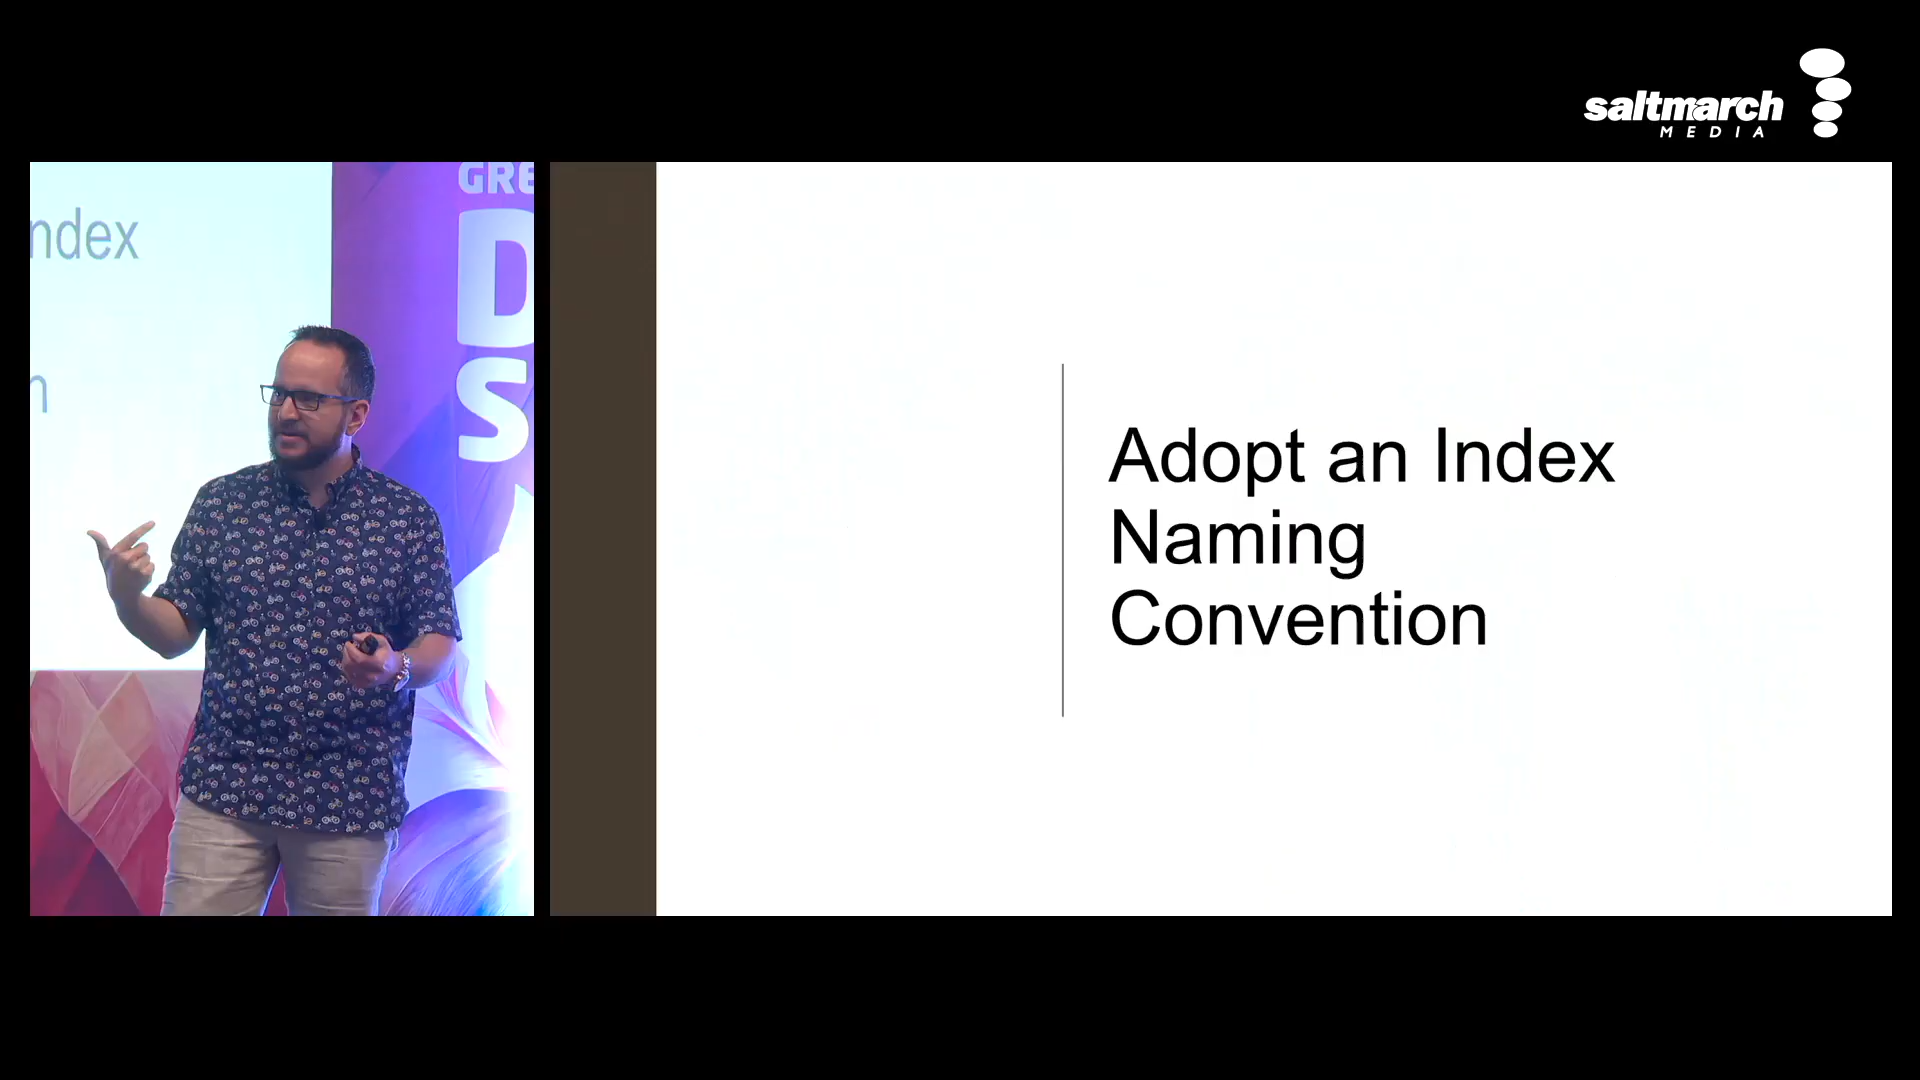 saltmarch
MEDIA
ndex
n
GRE
D
S
Adopt an Index
Naming
Convention